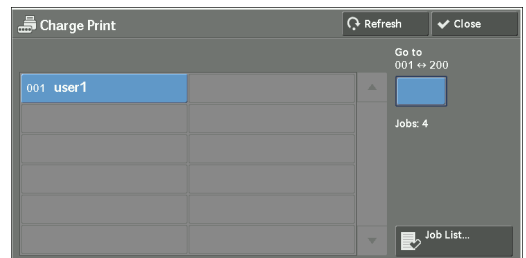 Charge Print
Refresh
Close
Go to
001 ↔ 200
001 user1
Jobs: 4
Job List...